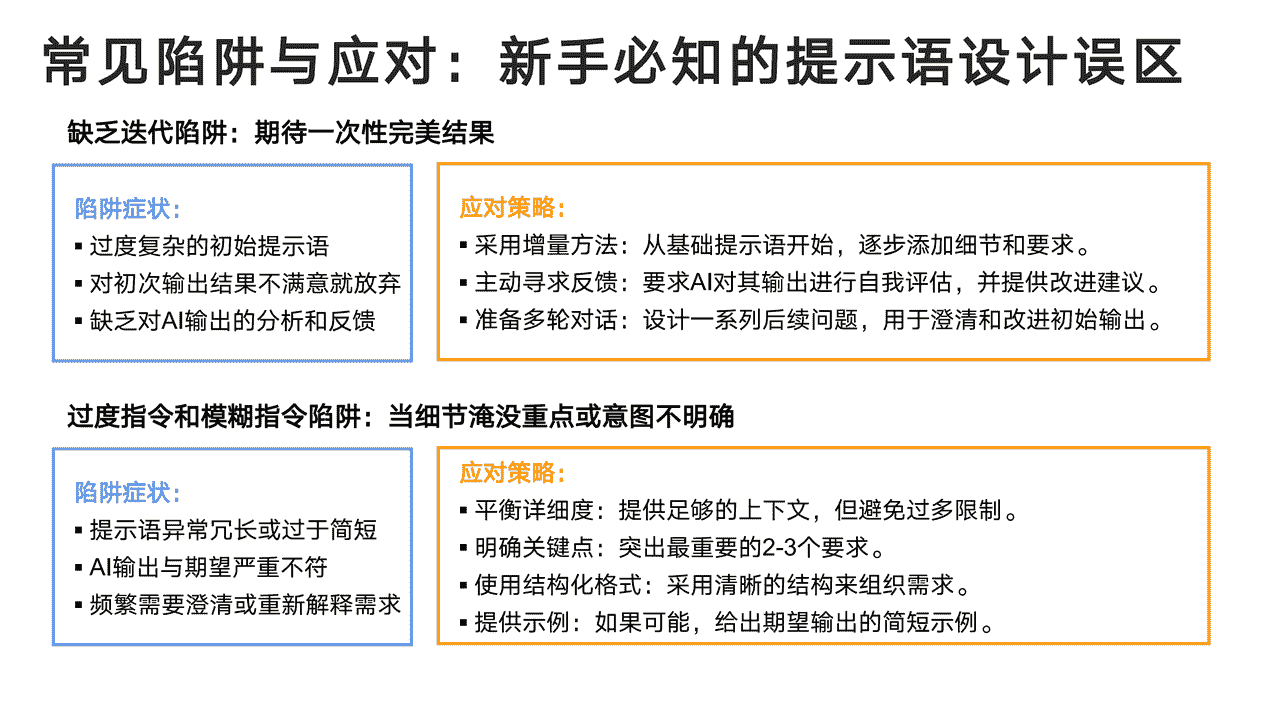 常见陷阱与应对：新手必知的提示语设计误区
缺乏迭代陷阱：期待一次性完美结果
陷阱症状：
▪ 过度复杂的初始提示语
▪ 对初次输出结果不满意就放弃
▪ 缺乏对AI输出的分析和反馈
应对策略：
▪ 采用增量方法：从基础提示语开始，逐步添加细节和要求。
▪ 主动寻求反馈：要求AI对其输出进行自我评估，并提供改进建议。
▪ 准备多轮对话：设计一系列后续问题，用于澄清和改进初始输出。
过度指令和模糊指令陷阱：当细节淹没重点或意图不明确
陷阱症状：
▪ 提示语异常冗长或过于简短
▪ AI输出与期望严重不符
▪ 频繁需要澄清或重新解释需求
应对策略：
▪ 平衡详细度：提供足够的上下文，但避免过多限制。
▪ 明确关键点：突出最重要的2-3个要求。
▪ 使用结构化格式：采用清晰的结构来组织需求。
▪ 提供示例：如果可能，给出期望输出的简短示例。